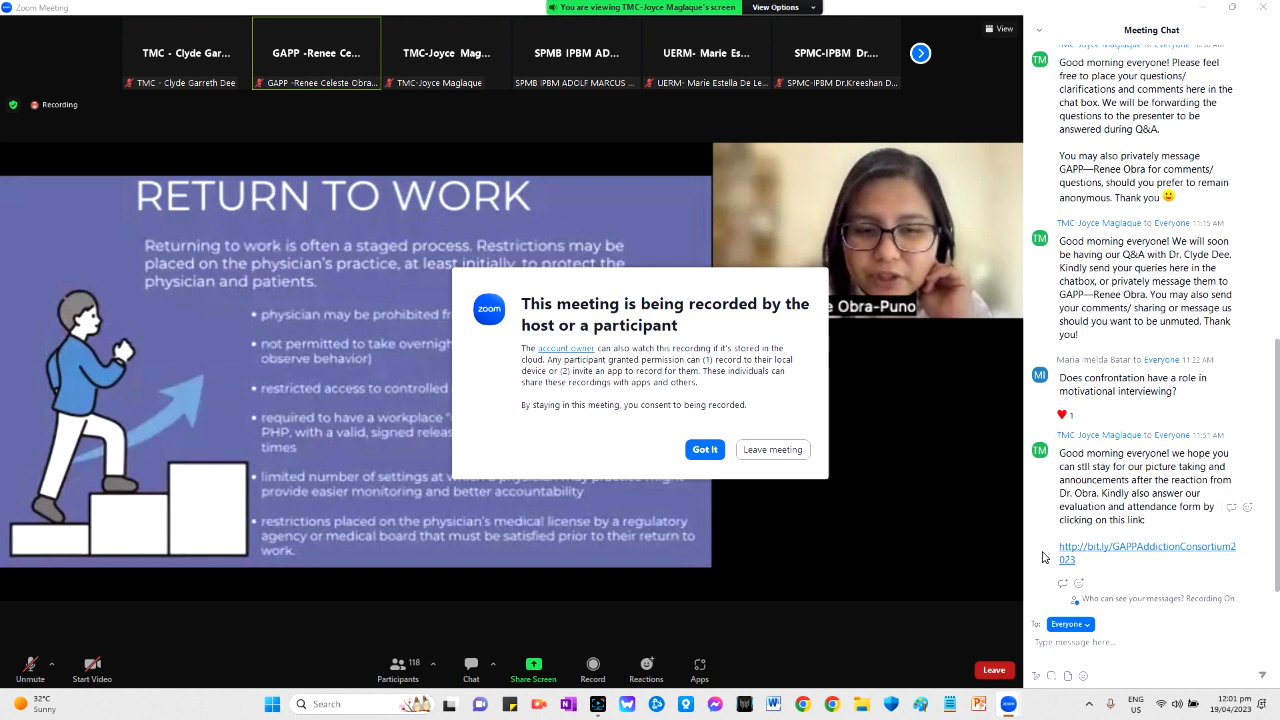 Zoom Meeting
You are viewing TMC-Joyce Maglaque's screen
View Options
View
TMC - Clyde Gar...
GAPP -Renee Ce...
TMC-Joyce Mag...
SPMB IPBM AD...
UERM- Marie Es...
SPMC-IPBM Dr....
TMC - Clyde Garreth Dee
GAPP -Renee Celeste Obra...
TMC-Joyce Maglaque
SPMB IPBM ADOLF MARCUS ...
UERM- Marie Estella De Le...
SPMC-IPBM Dr.Kreeshan D...
Recording
RETURN TO WORK
Returning to work is often a staged process. Restrictions may be
placed on the physician's practice, at least initially, to protect the
physician and patients.
• physician may be prohibited fr
• not permitted to take overnigh
observe behavior)
• restricted access to controlled
• required to have a workplace "
PHP, with a valid, signed releas
times
• limited number of settings at which a physician may practice might
provide easier monitoring and better accountability
• restrictions placed on the physician's medical license by a regulatory
agency or medical board that must be satisfied prior to their return to
work.
e Obra-Puno
zoom
This meeting is being recorded by the
host or a participant
The account owner can also watch this recording if it's stored in the
cloud. Any participant granted permission can (1) record to their local
device or (2) invite an app to record for them. These individuals can
share these recordings with apps and others.
By staying in this meeting, you consent to being recorded.
Got it
Leave meeting
Meeting Chat
TMC-Joyce Maglaque to Everyone 10:58 AM
TM
Good morning everyone! Please feel
free to place your questions/
clarifications and comments here in the
chat box. We will be forwarding the
questions to the presenter to be
answered during Q&A.
You may also privately message
GAPP—Renee Obra for comments/
questions, should you prefer to remain
anonymous. Thank you 🙂
TMC-Joyce Maglaque to Everyone 11:15 AM
TM
Good morning everyone! We will soon
be having our Q&A with Dr. Clyde Dee.
Kindly send your queries here in the
chatbox, or privately message them to
GAPP—Renee Obra. You may also send
your comments/ sharing or message us
should you want to be unmuted. Thank
you!
Maria Imelda Batar to Everyone 11:22 AM
MI
Does confrontation have a role in
motivational interviewing?
❤ 1
TMC-Joyce Maglaque to Everyone 11:51 AM
TM
Good morning everyone! we hope you
can stll stay for our picture taking and
announcements after the reaction from
Dr. Obra. Kindly also answer our
evaluation and attendance form by
clicking on this link:
http://bit.ly/GAPPAddictionConsortium2
023
Who can see your messages? Recording On
To: Everyone
Type message here...
Unmute
Start Video
118
Participants
Chat
Share Screen
Record
Reactions
Apps
Leave
32°C
Sunny
Search
ENG
US
12:01 pm
19/04/2023